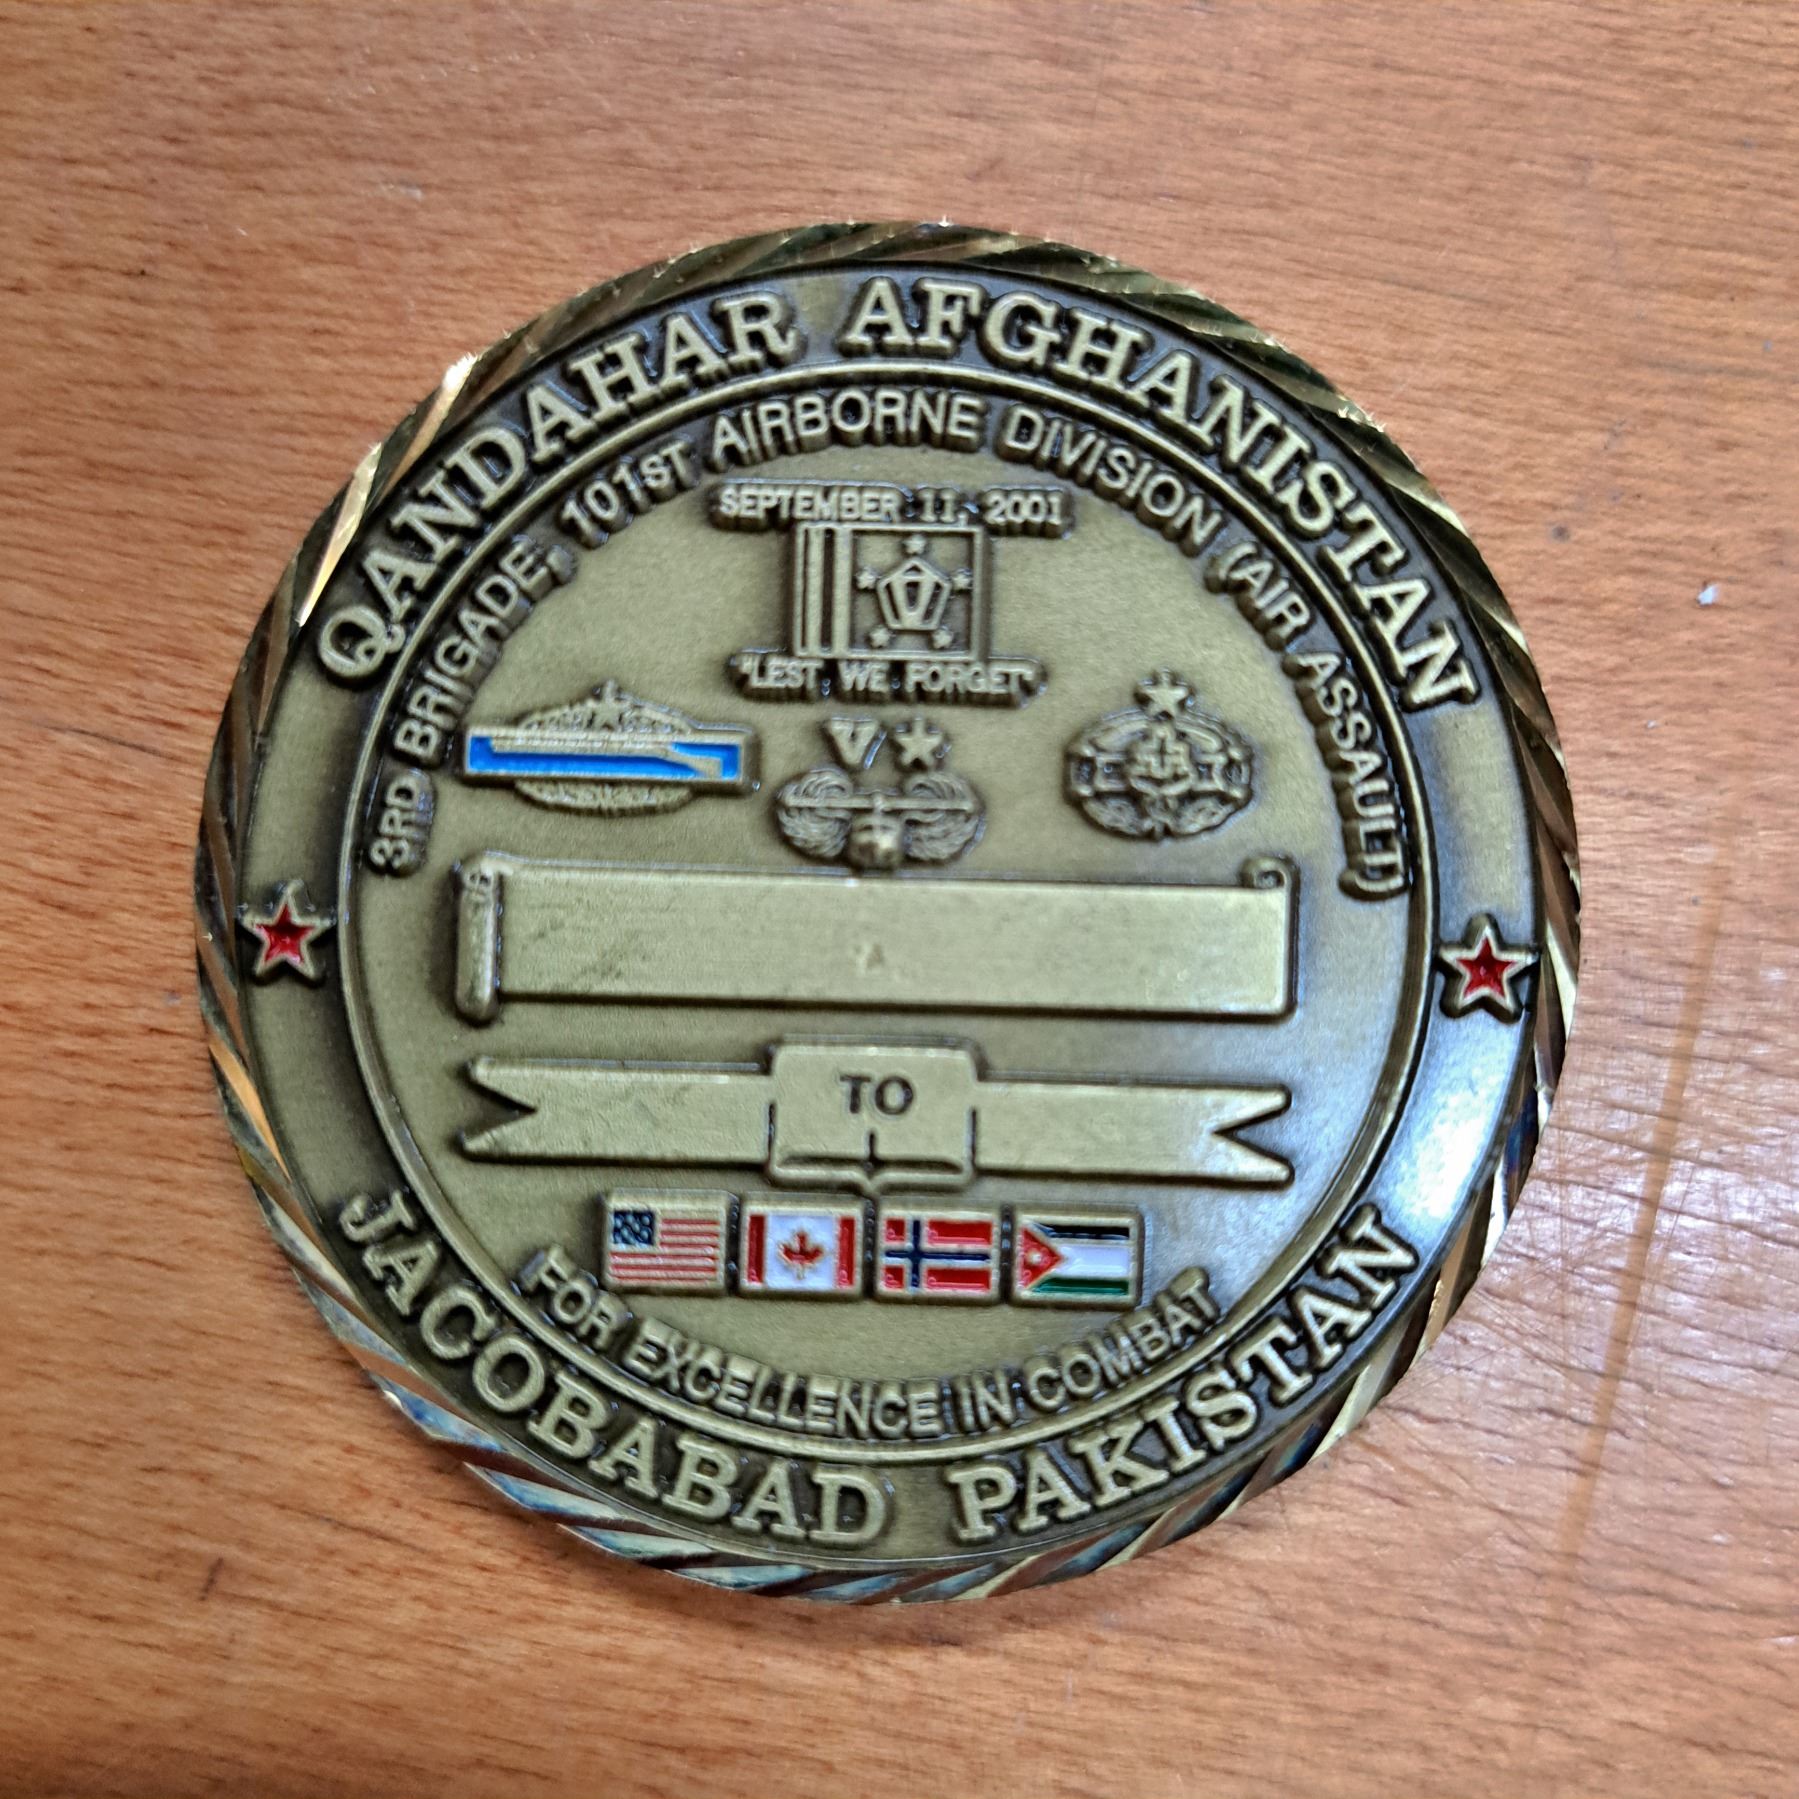 QANDAHAR AFGHANISTAN
3RD BRIGADE, 101ST AIRBORNE DIVISION (AIR ASSAULT)
SEPTEMBER 11, 2001
"LEST WE FORGET"
V
TO
FOR EXCELLENCE IN COMBAT
JACOBABAD PAKISTAN